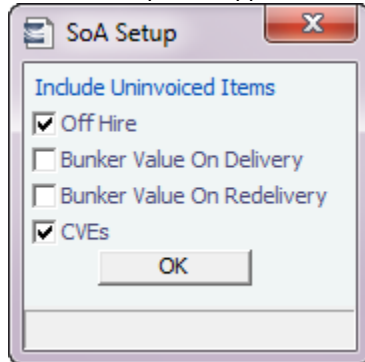 SoA Setup
Include Uninvoiced Items
Off Hire
Bunker Value On Delivery
Bunker Value On Redelivery
CVEs
OK